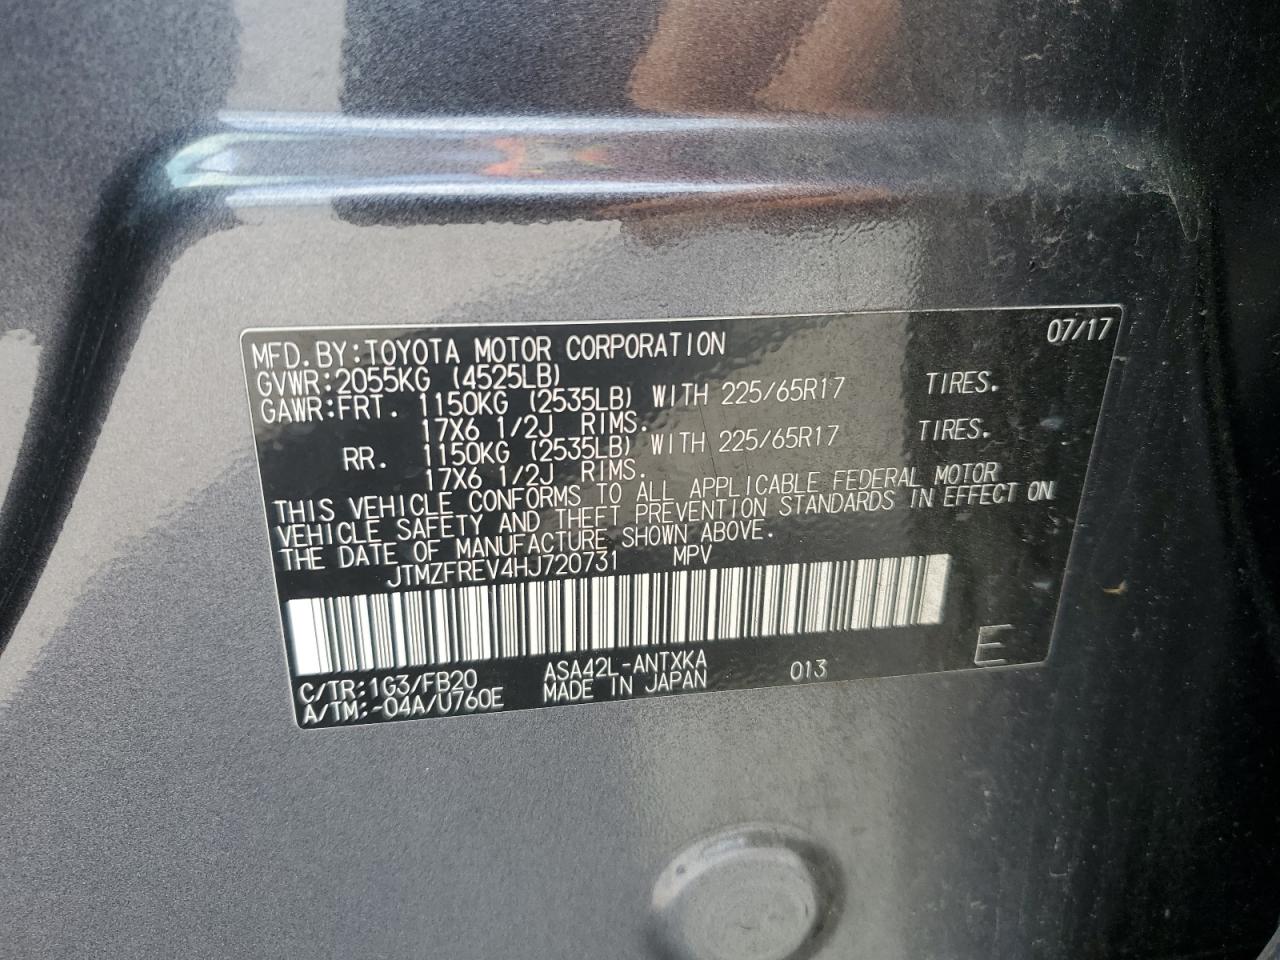 07/17
MFD.BY:TOYOTA MOTOR CORPORATION
GVWR:2055KG (4525LB)
GAWR:FRT. 1150KG (2535LB) WITH 225/65R17 TIRES.
17X6 1/2J RIMS.
RR. 1150KG (2535LB) WITH 225/65R17 TIRES.
17X6 1/2J RIMS.
THIS VEHICLE CONFORMS TO ALL APPLICABLE FEDERAL MOTOR
VEHICLE SAFETY AND THEFT PREVENTION STANDARDS IN EFFECT ON
THE DATE OF MANUFACTURE SHOWN ABOVE.
JTMZFREV4HJ720731 MPV
C/TR:1G3/FB20 ASA42L-ANTXKA 013 E
A/TM:-04A/U760E MADE IN JAPAN